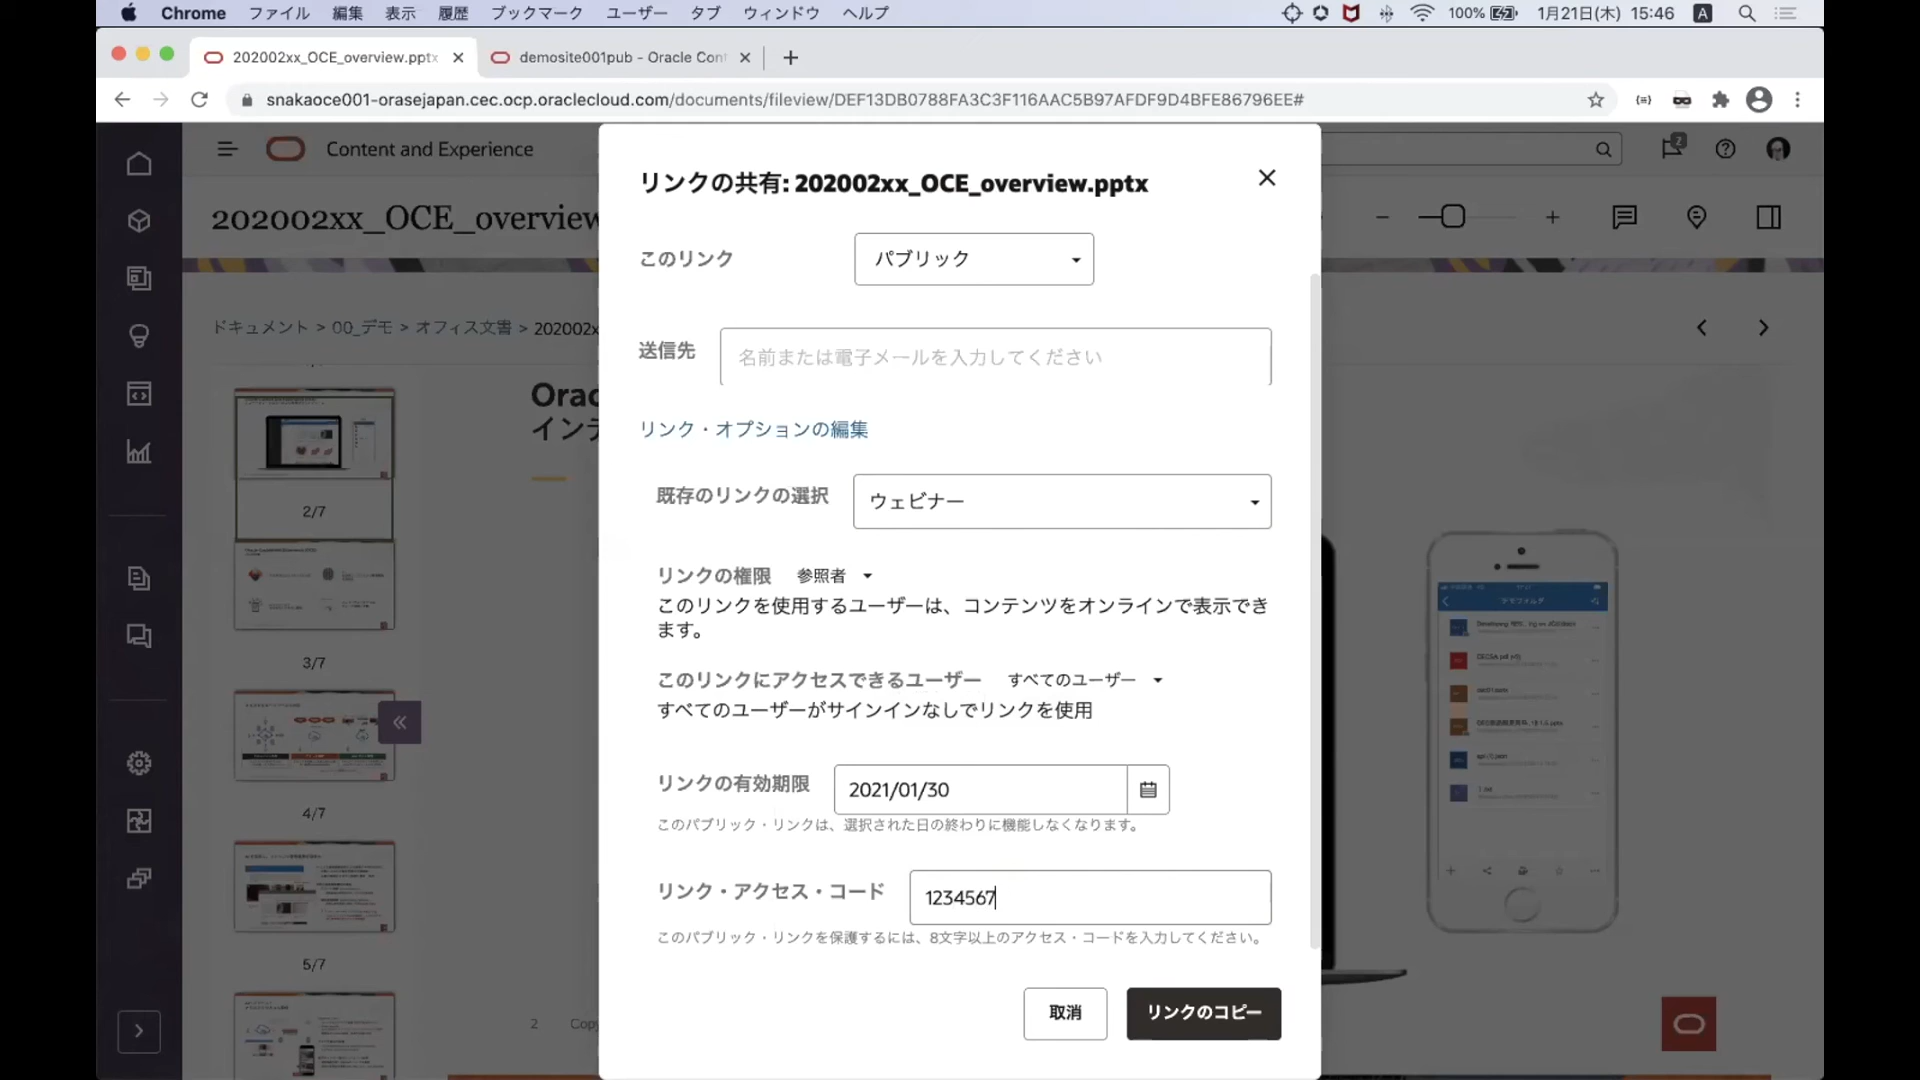 Chrome ファイル 編集 表示 履歴 ブックマーク ユーザー タブ ウィンドウ ヘルプ 100% 1月21日(木) 15:46 A
202002xx_OCE_overview.pptx demosite001pub - Oracle Cont
snakaoce001-orasejapan.cec.ocp.oraclecloud.com/documents/fileview/DEF13DB0788FA3C3F116AAC5B97AFDF9D4BFE86796EE#
Content and Experience 2
202002xx_OCE_overview
ドキュメント > 00_デモ > オフィス文書 > 202002x
2/7
3/7
4/7
5/7
Orac
インテ
2 Copy
リンクの共有: 202002xx_OCE_overview.pptx
このリンク パブリック
送信先 名前または電子メールを入力してください
リンク・オプションの編集
既存のリンクの選択 ウェビナー
リンクの権限 参照者
このリンクを使用するユーザーは、コンテンツをオンラインで表示でき
ます。
このリンクにアクセスできるユーザー すべてのユーザー
すべてのユーザーがサインインなしでリンクを使用
リンクの有効期限 2021/01/30
このパブリック・リンクは、選択された日の終わりに機能しなくなります。
リンク・アクセス・コード 1234567
このパブリック・リンクを保護するには、8文字以上のアクセス・コードを入力してください。
取消 リンクのコピー
デモフォルダ